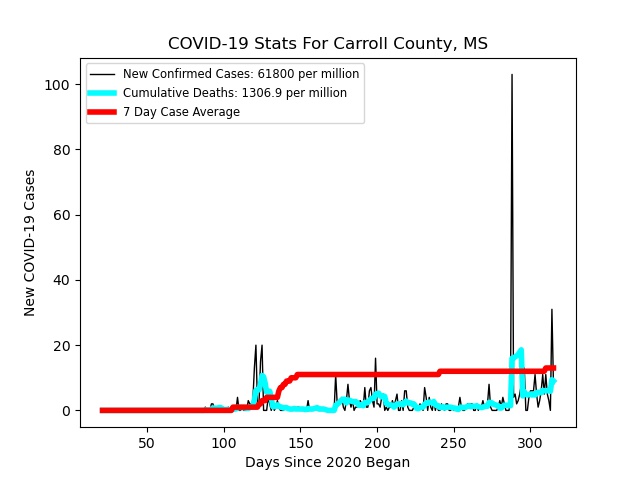 COVID-19 Stats For Carroll County, MS
New Confirmed Cases: 61800 per million
Cumulative Deaths: 1306.9 per million
7 Day Case Average
100
80
60
40
20
0
New COVID-19 Cases
50 100 150 200 250 300
Days Since 2020 Began